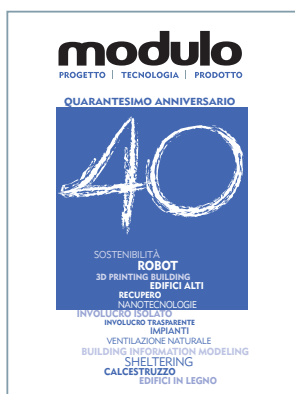 modulo
PROGETTO | TECNOLOGIA | PRODOTTO
QUARANTESIMO ANNIVERSARIO
40
SOSTENIBILITÀ
ROBOT
3D PRINTING BUILDING
EDIFICI ALTI
RECUPERO
NANOTECNOLOGIE
INVOLUCRO ISOLATO
INVOLUCRO TRASPARENTE
IMPIANTI
VENTILAZIONE NATURALE
BUILDING INFORMATION MODELING
SHELTERING
CALCESTRUZZO
EDIFICI IN LEGNO